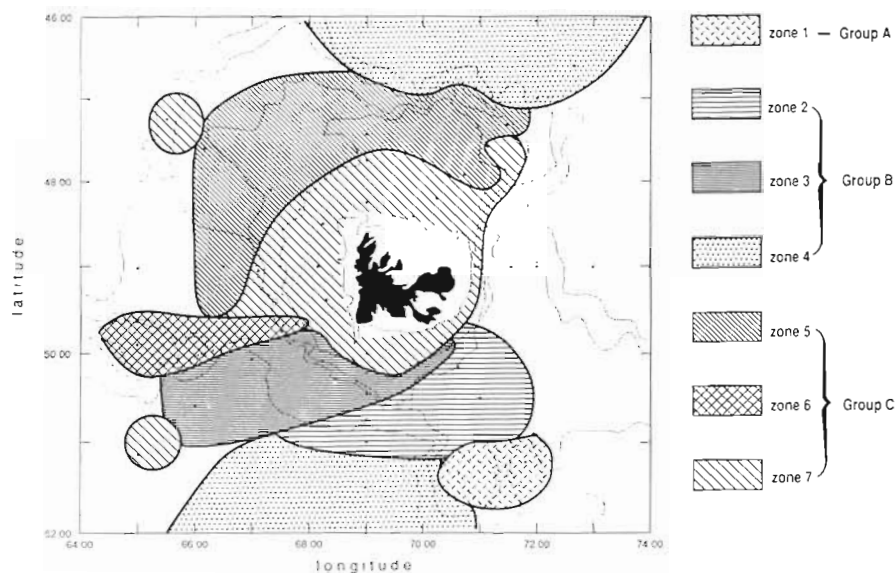 46.00
48.00
50.00
52.00
latitude
64.00 66.00 68.00 70.00 72.00 74.00
longitude
zone 1 — Group A
zone 2
zone 3 Group B
zone 4
zone 5
zone 6 Group C
zone 7